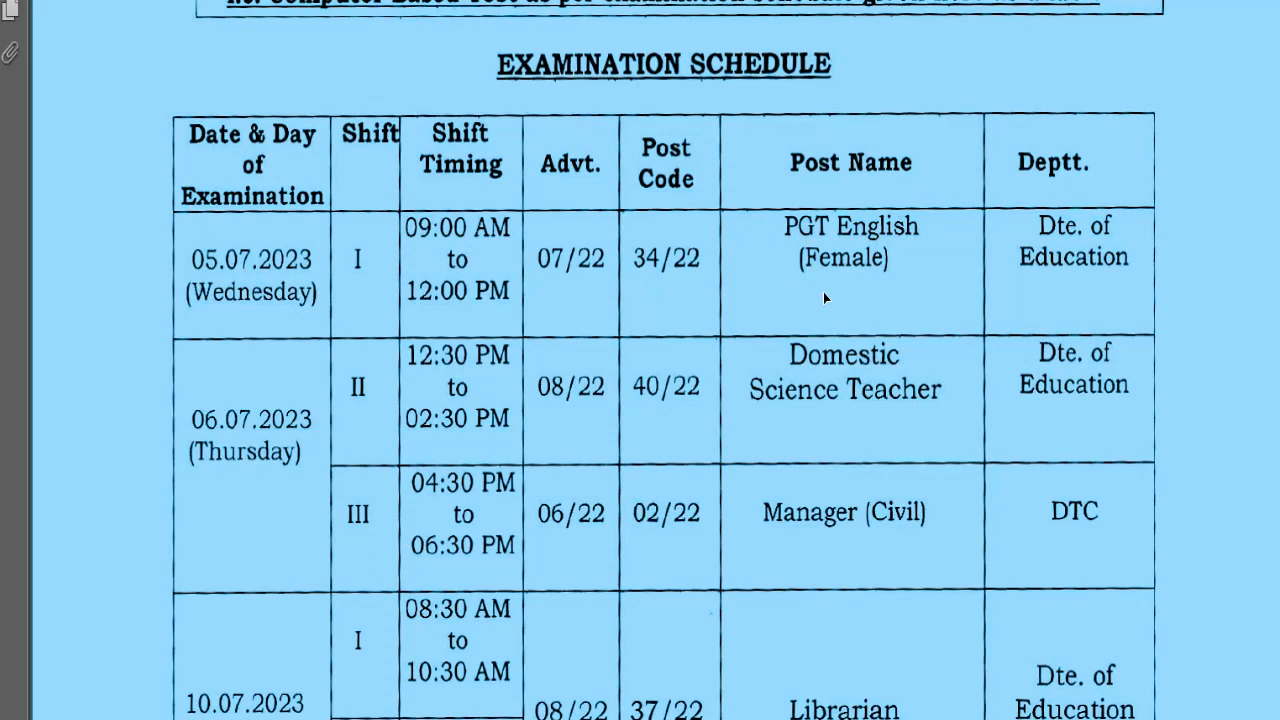 EXAMINATION SCHEDULE
Date & Day of Examination Shift Shift Timing Advt. Post Code Post Name Deptt.
05.07.2023 (Wednesday) I 09:00 AM to 12:00 PM 07/22 34/22 PGT English (Female) Dte. of Education
06.07.2023 (Thursday) II 12:30 PM to 02:30 PM 08/22 40/22 Domestic Science Teacher Dte. of Education
III 04:30 PM to 06:30 PM 06/22 02/22 Manager (Civil) DTC
10.07.2023 I 08:30 AM to 10:30 AM 08/22 37/22 Librarian Dte. of Education